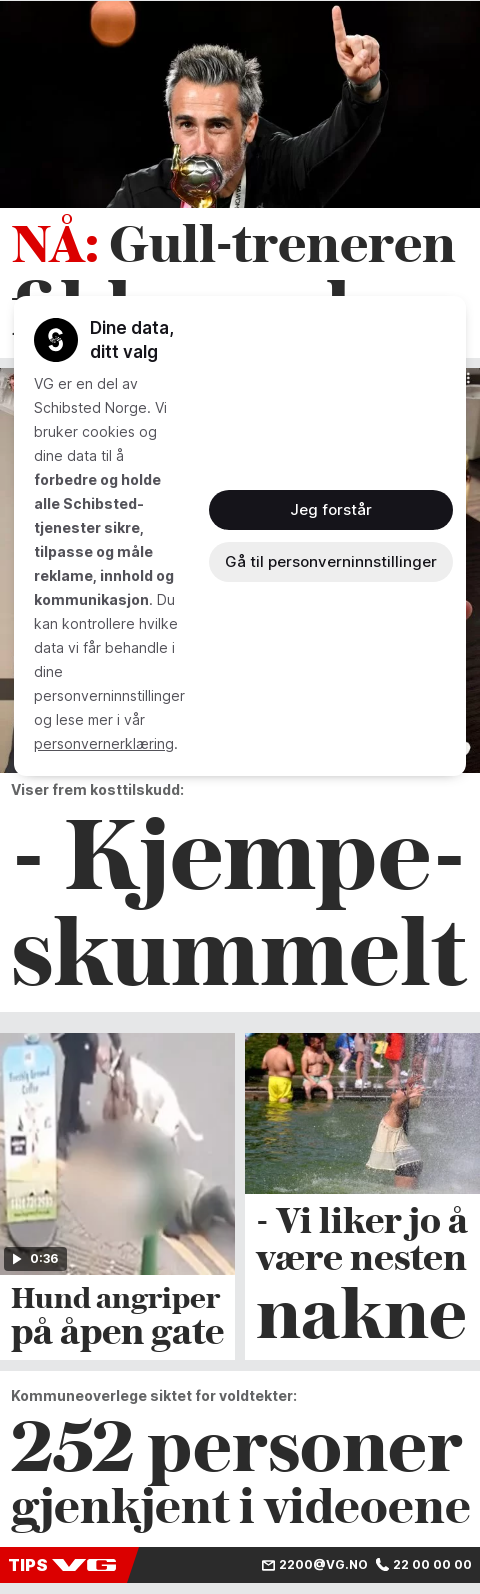 NÅ: Gull-treneren
Dine data,
ditt valg
VG er en del av
Schibsted Norge. Vi
bruker cookies og
dine data til å
forbedre og holde
alle Schibsted-
tjenester sikre,
tilpasse og måle
reklame, innhold og
kommunikasjon. Du
kan kontrollere hvilke
data vi får behandle i
dine
personverninnstillinger
og lese mer i vår
personvernerklæring.
Jeg forstår
Gå til personverninnstillinger
Viser frem kosttilskudd:
- Kjempe-
skummelt
0:36
Hund angriper
på åpen gate
- Vi liker jo å
være nesten
nakne
Kommuneoverlege siktet for voldtekter:
252 personer
gjenkjent i videoene
TIPS VG 2200@VG.NO 22 00 00 00